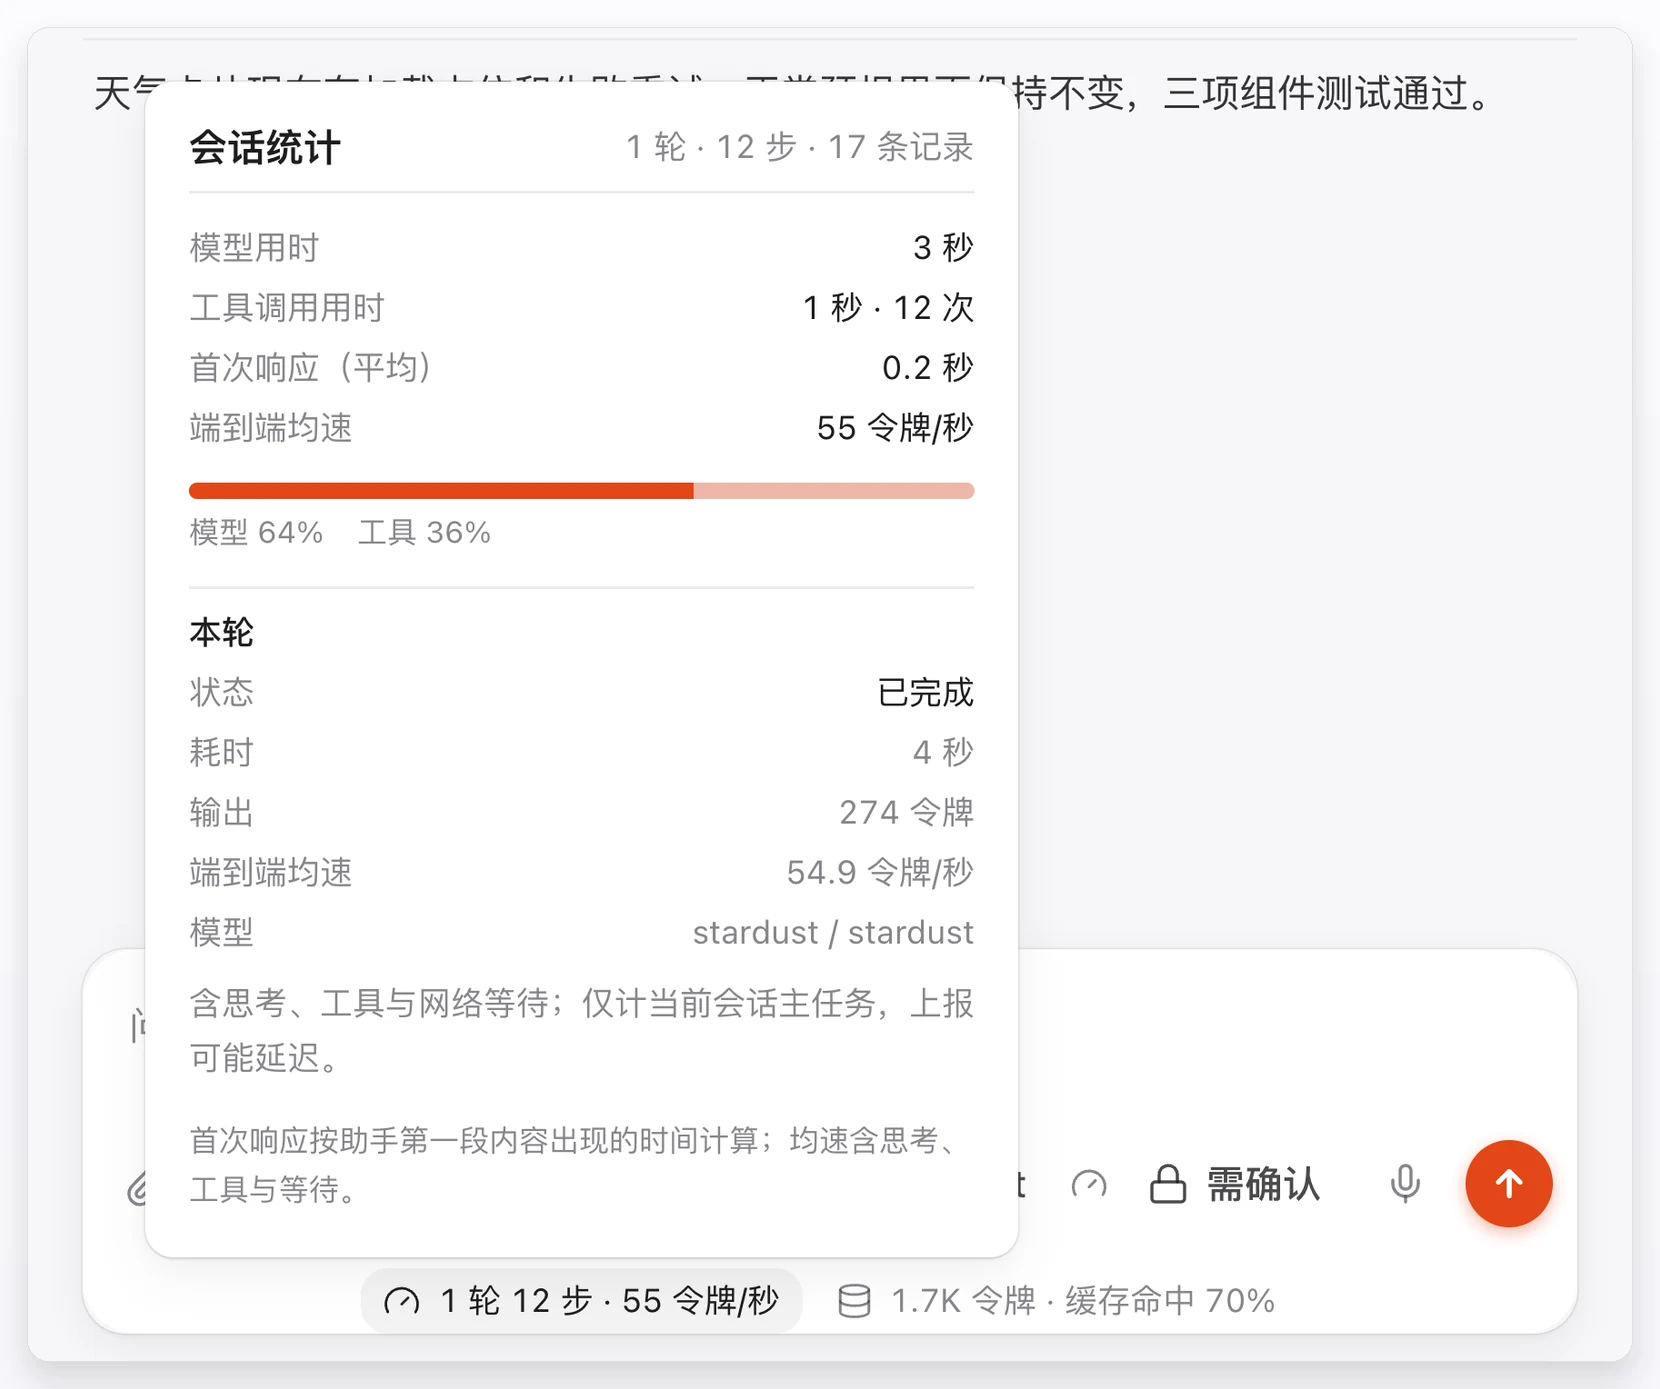 天气
持不变，三项组件测试通过。
会话统计
1 轮 · 12 步 · 17 条记录
模型用时
3 秒
工具调用用时
1 秒 · 12 次
首次响应（平均）
0.2 秒
端到端均速
55 令牌/秒
模型 64% 工具 36%
本轮
状态
已完成
耗时
4 秒
输出
274 令牌
端到端均速
54.9 令牌/秒
模型
stardust / stardust
含思考、工具与网络等待；仅计当前会话主任务，上报
可能延迟。
首次响应按助手第一段内容出现的时间计算；均速含思考、
工具与等待。
t
需确认
1 轮 12 步 · 55 令牌/秒
1.7K 令牌 · 缓存命中 70%